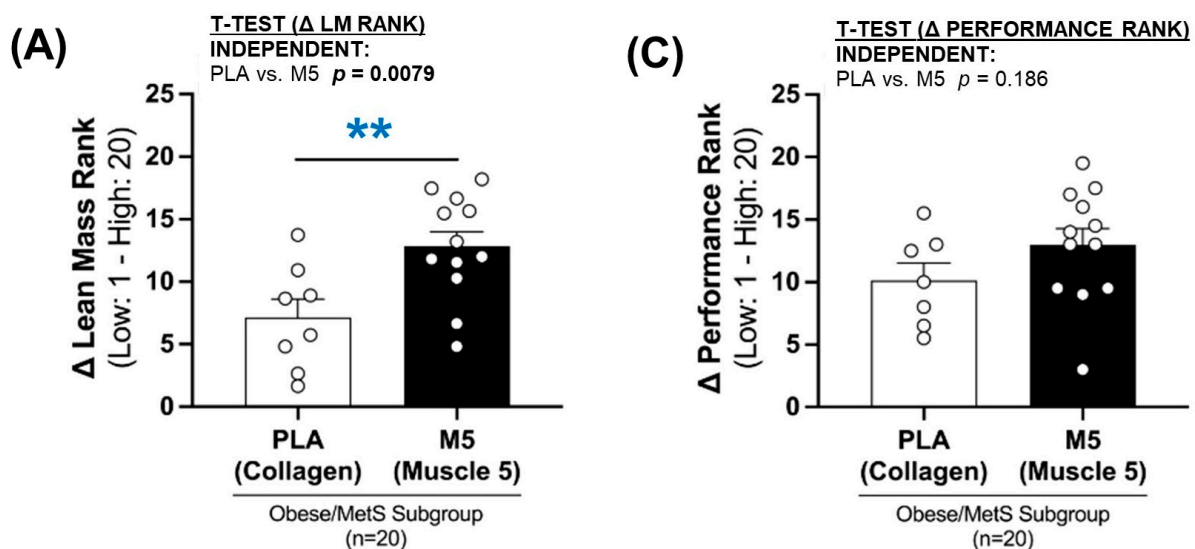 (A)
T-TEST (Δ LM RANK)
INDEPENDENT:
PLA vs. M5 p = 0.0079
Δ Lean Mass Rank
(Low: 1 - High: 20)
25
20
15
10
5
0
**
PLA
(Collagen)
M5
(Muscle 5)
Obese/MetS Subgroup
(n=20)
(C)
T-TEST (Δ PERFORMANCE RANK)
INDEPENDENT:
PLA vs. M5 p = 0.186
Δ Performance Rank
(Low: 1 - High: 20)
25
20
15
10
5
0
PLA
(Collagen)
M5
(Muscle 5)
Obese/MetS Subgroup
(n=20)